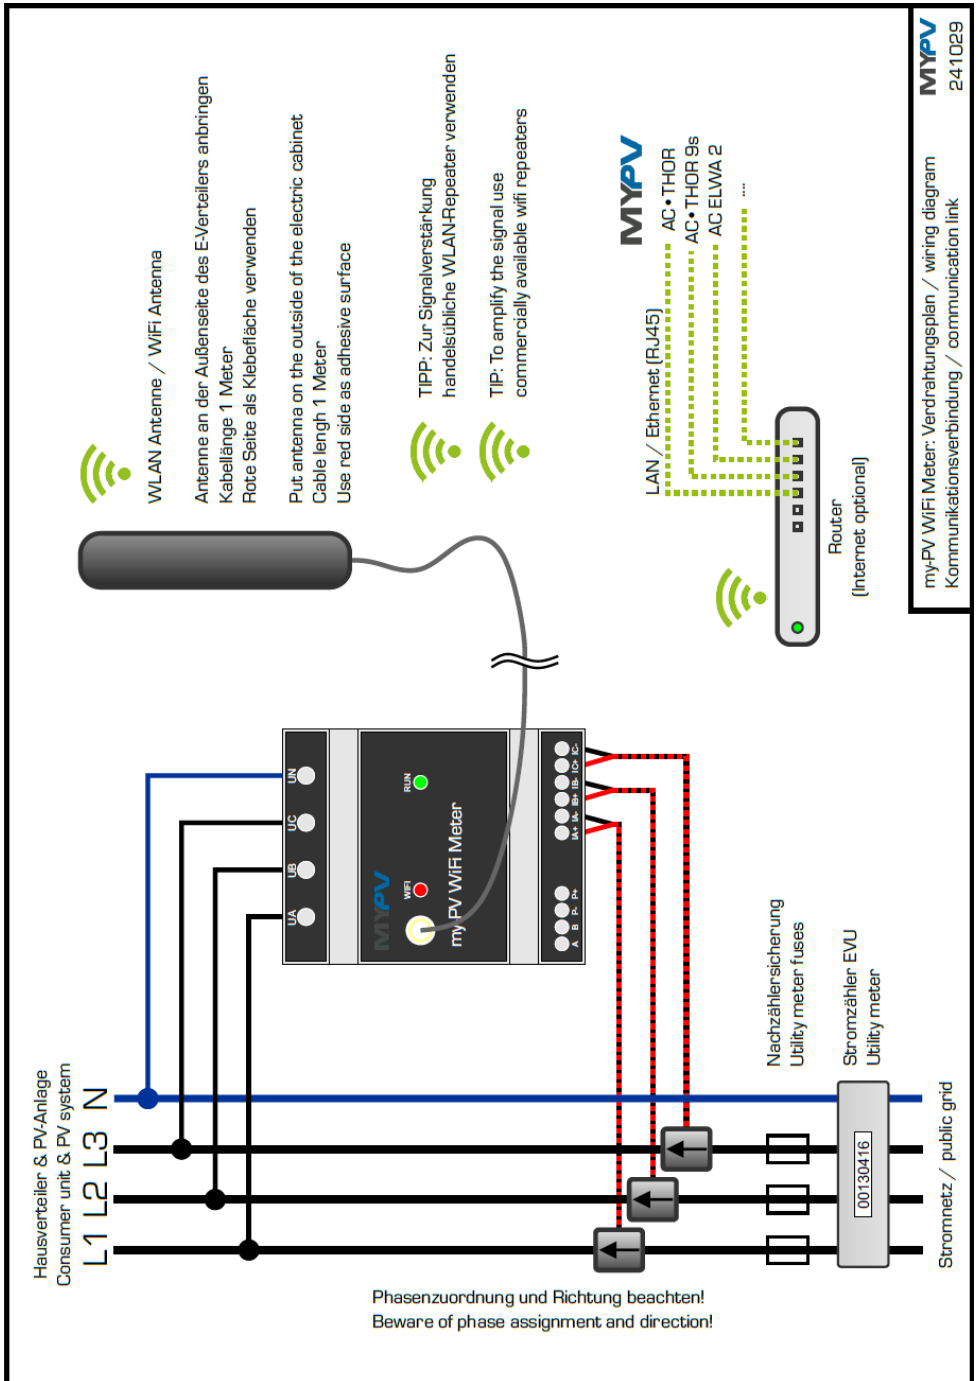 Hausverteiler & PV-Anlage
Consumer unit & PV system
L1 L2 L3 N
UA UB UC UN
MYPV
WIFI
RUN
my-PV WiFi Meter
A B P- P+ IA+ IA- IB+ IB- IC+ IC-
WLAN Antenne / WiFi Antenna
Antenne an der Außenseite des E-Verteilers anbringen
Kabellänge 1 Meter
Rote Seite als Klebefläche verwenden
Put antenna on the outside of the electric cabinet
Cable lengh 1 Meter
Use red side as adhesive surface
TIPP: Zur Signalverstärkung
handelsübliche WLAN-Repeater verwenden
TIP: To amplify the signal use
commercially available wifi repeaters
Phasenzuordnung und Richtung beachten!
Beware of phase assignment and direction!
MYPV
LAN / Ethernet (RJ45)
AC•THOR
AC•THOR 9s
AC ELWA 2
....
Router
(Internet optional)
Nachzählersicherung
Utility meter fuses
Stromzähler EVU
Utility meter
00130416
Stromnetz / public grid
my-PV WiFi Meter: Verdrahtungsplan / wiring diagram
Kommunikationsverbindung / communication link
MYPV
241029